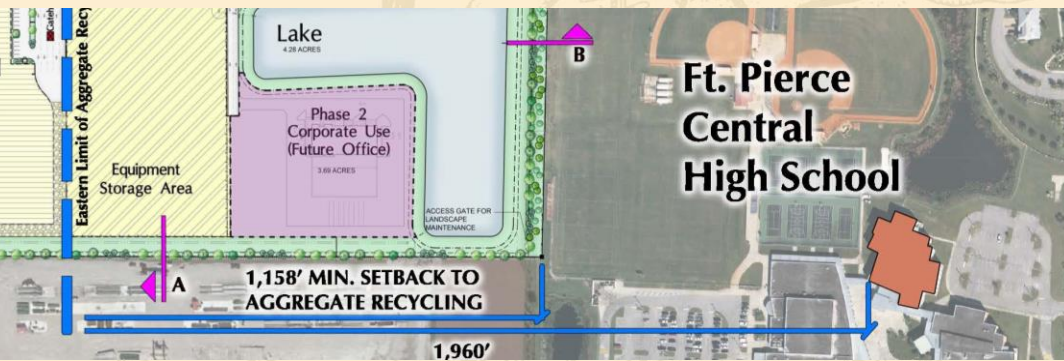 Eastern Limit of Aggregate Recy
Lake
4.28 ACRES
B
Ft. Pierce
Central
High School
Phase 2
Corporate Use
(Future Office)
3.69 ACRES
Equipment
Storage Area
ACCESS GATE FOR
LANDSCAPE
MAINTENANCE
A
1,158' MIN. SETBACK TO
AGGREGATE RECYCLING
1,960'